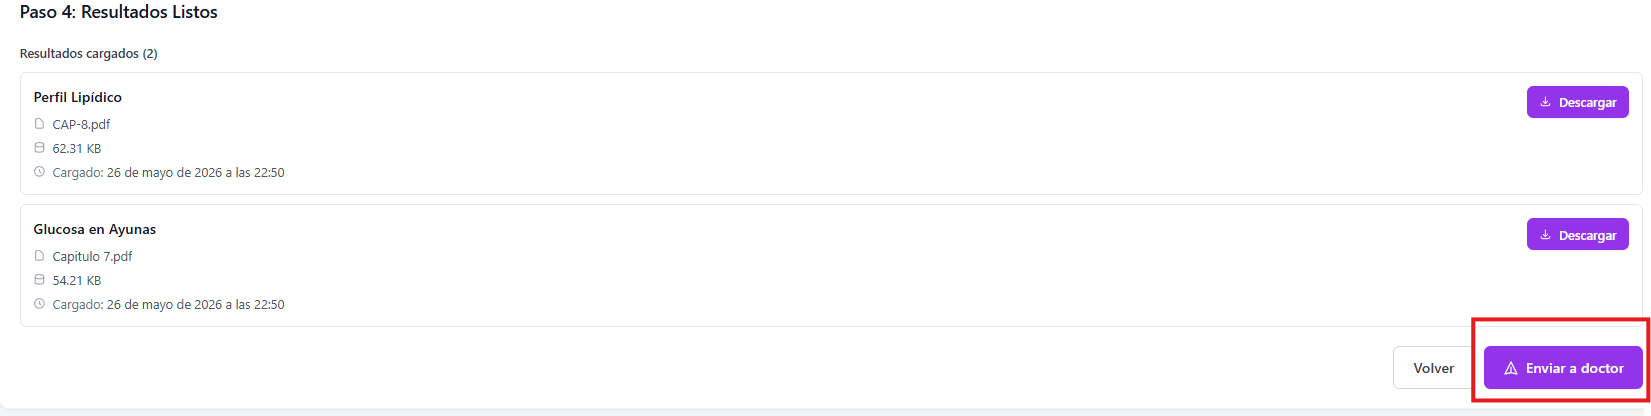 Paso 4: Resultados Listos
Resultados cargados (2)
Perfil Lipídico
Descargar
CAP-8.pdf
62.31 KB
Cargado: 26 de mayo de 2026 a las 22:50
Glucosa en Ayunas
Descargar
Capitulo 7.pdf
54.21 KB
Cargado: 26 de mayo de 2026 a las 22:50
Volver
Enviar a doctor